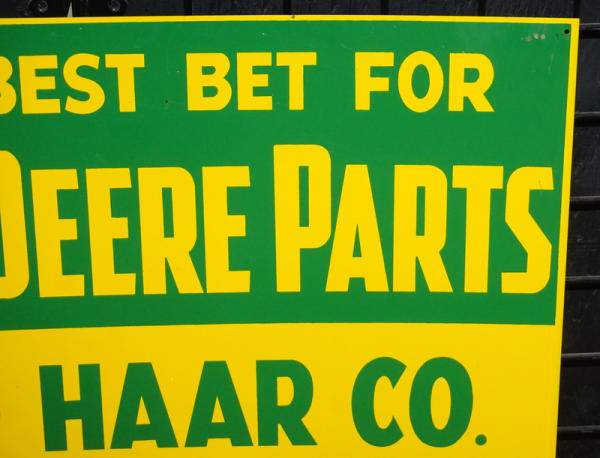 BEST BET FOR
DEERE PARTS
HAAR CO.